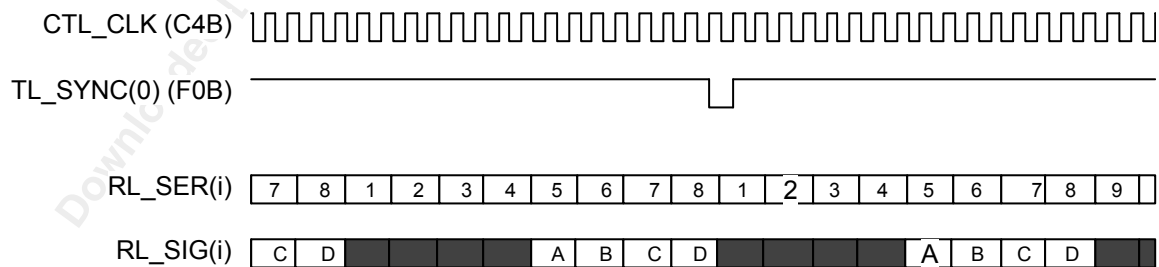 CTL_CLK (C4B)
TL_SYNC(0) (F0B)
RL_SER(i) 7 8 1 2 3 4 5 6 7 8 1 2 3 4 5 6 7 8 9
RL_SIG(i) C D A B C D A B C D